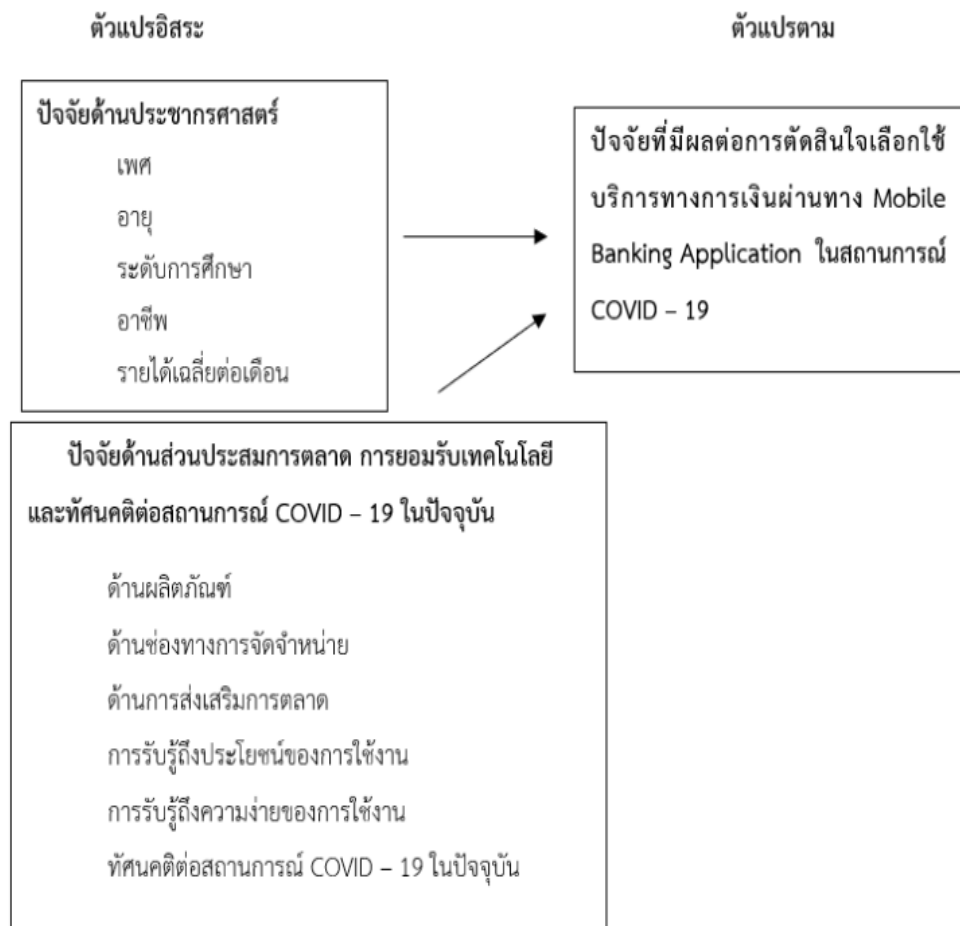 ตัวแปรอิสระ
ตัวแปรตาม
ปัจจัยด้านประชากรศาสตร์
เพศ
อายุ
ระดับการศึกษา
อาชีพ
รายได้เฉลี่ยต่อเดือน
ปัจจัยที่มีผลต่อการตัดสินใจเลือกใช้
บริการทางการเงินผ่านทาง Mobile
Banking Application ในสถานการณ์
COVID – 19
ปัจจัยด้านส่วนประสมการตลาด การยอมรับเทคโนโลยี
และทัศนคติต่อสถานการณ์ COVID – 19 ในปัจจุบัน
ด้านผลิตภัณฑ์
ด้านช่องทางการจัดจำหน่าย
ด้านการส่งเสริมการตลาด
การรับรู้ถึงประโยชน์ของการใช้งาน
การรับรู้ถึงความง่ายของการใช้งาน
ทัศนคติต่อสถานการณ์ COVID – 19 ในปัจจุบัน